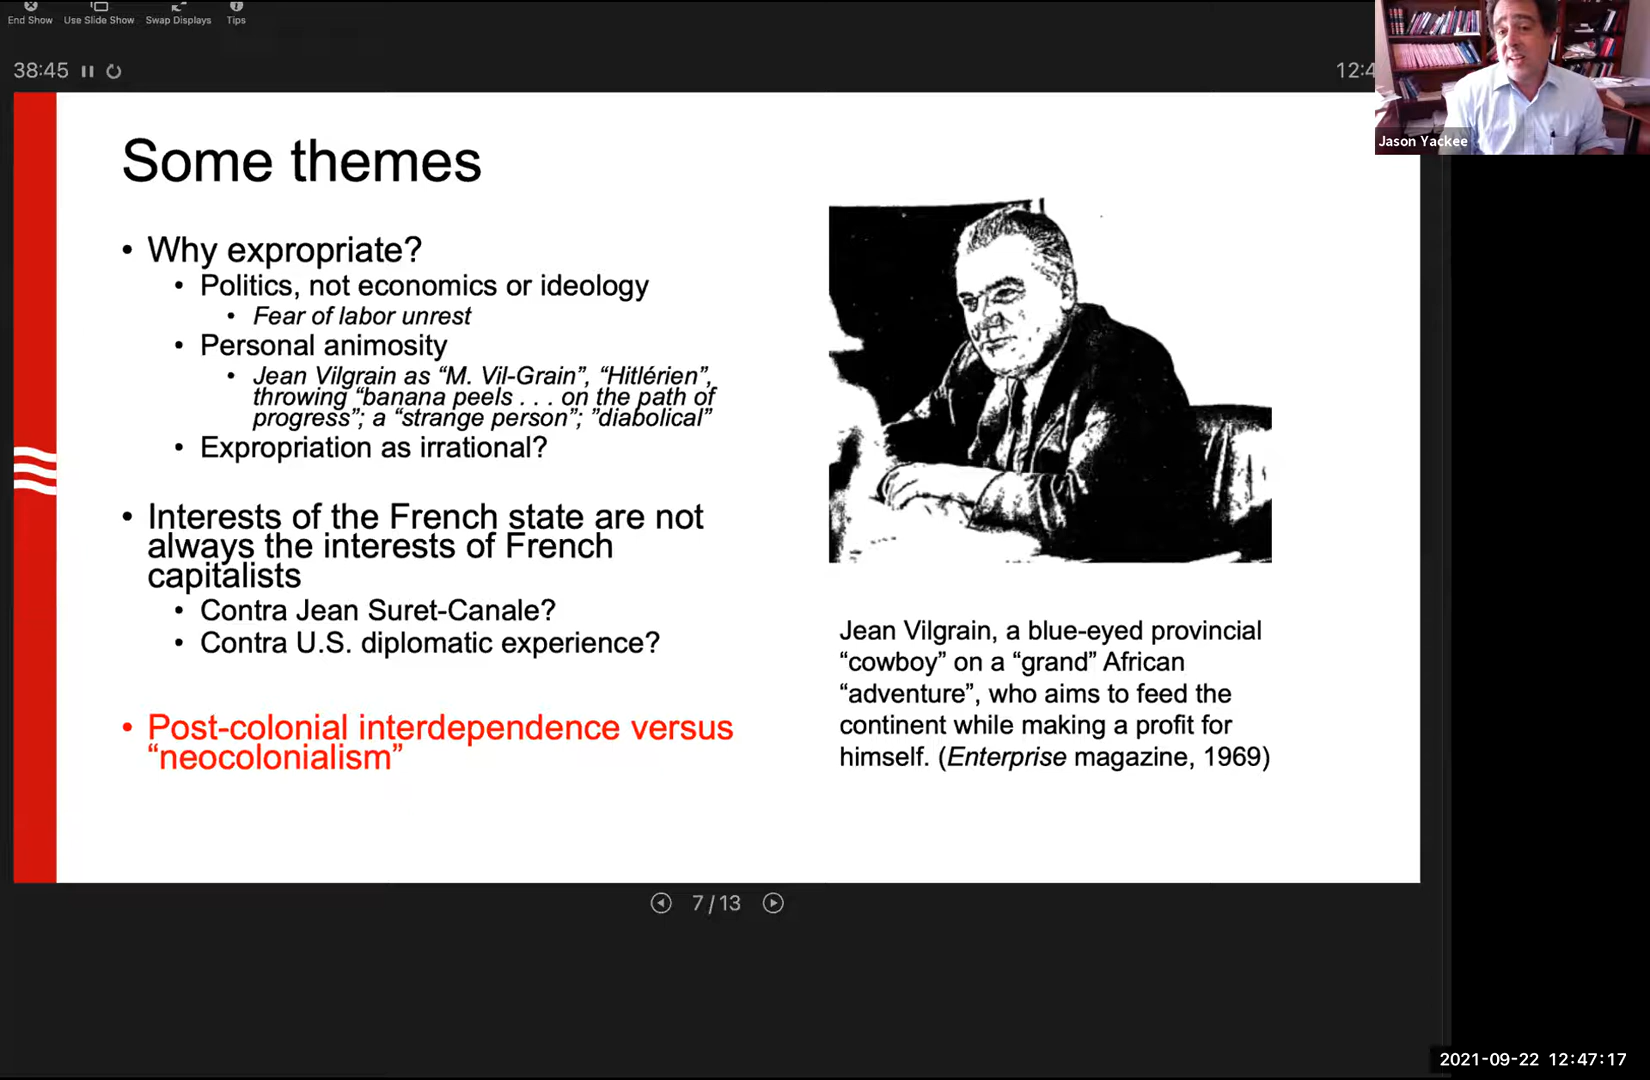 End Show Use Slide Show Swap Displays Tips
38:45
12:4
Jason Yackee
Some themes
• Why expropriate?
• Politics, not economics or ideology
• Fear of labor unrest
• Personal animosity
• Jean Vilgrain as “M. Vil-Grain”, “Hitlérien”,
throwing “banana peels . . . on the path of
progress”; a “strange person”; ”diabolical”
• Expropriation as irrational?
• Interests of the French state are not
always the interests of French
capitalists
• Contra Jean Suret-Canale?
• Contra U.S. diplomatic experience?
• Post-colonial interdependence versus
“neocolonialism”
Jean Vilgrain, a blue-eyed provincial
“cowboy” on a “grand” African
“adventure”, who aims to feed the
continent while making a profit for
himself. (Enterprise magazine, 1969)
7 / 13
2021-09-22 12:47:17